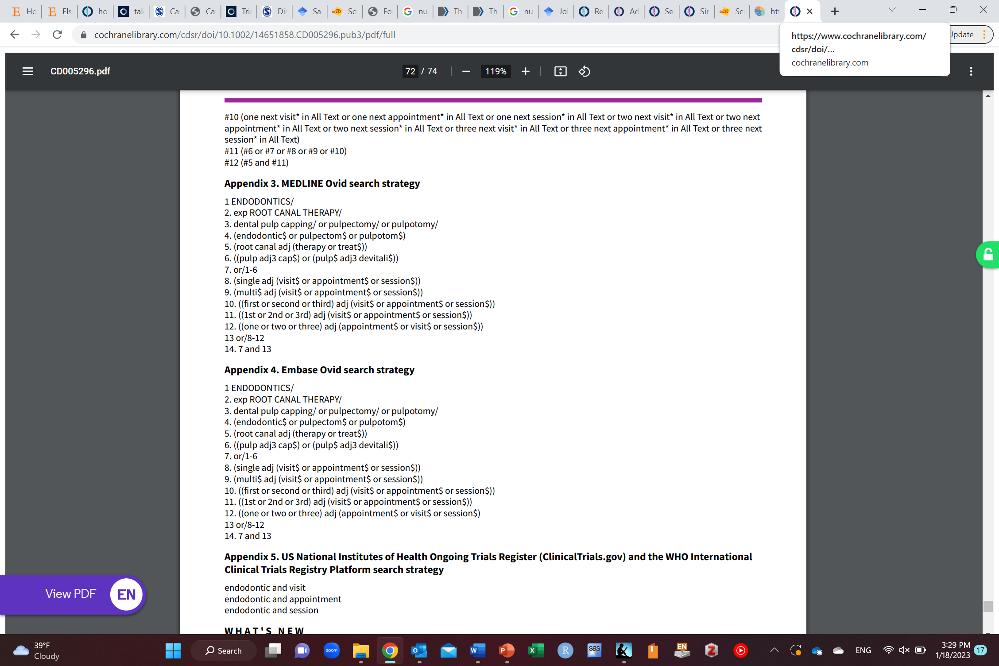 Ho
Els
ho
tal
Ca
Ca
Tria
Di
Sa
Sci
Fo
nu
Th
Th
nu
Jol
Re
Ad
Se
Sir
Sci
htt
cochranelibrary.com/cdsr/doi/10.1002/14651858.CD005296.pub3/pdf/full
Update
https://www.cochranelibrary.com/
cdsr/doi/...
cochranelibrary.com
CD005296.pdf
72 / 74
119%
#10 (one next visit* in All Text or one next appointment* in All Text or one next session* in All Text or two next visit* in All Text or two next
appointment* in All Text or two next session* in All Text or three next visit* in All Text or three next appointment* in All Text or three next
session* in All Text)
#11 (#6 or #7 or #8 or #9 or #10)
#12 (#5 and #11)
Appendix 3. MEDLINE Ovid search strategy
1 ENDODONTICS/
2. exp ROOT CANAL THERAPY/
3. dental pulp capping/ or pulpectomy/ or pulpotomy/
4. (endodontic$ or pulpectom$ or pulpotom$)
5. (root canal adj (therapy or treat$))
6. ((pulp adj3 cap$) or (pulp$ adj3 devitali$))
7. or/1-6
8. (single adj (visit$ or appointment$ or session$))
9. (multi$ adj (visit$ or appointment$ or session$))
10. ((first or second or third) adj (visit$ or appointment$ or session$))
11. ((1st or 2nd or 3rd) adj (visit$ or appointment$ or session$))
12. ((one or two or three) adj (appointment$ or visit$ or session$))
13 or/8-12
14. 7 and 13
Appendix 4. Embase Ovid search strategy
1 ENDODONTICS/
2. exp ROOT CANAL THERAPY/
3. dental pulp capping/ or pulpectomy/ or pulpotomy/
4. (endodontic$ or pulpectom$ or pulpotom$)
5. (root canal adj (therapy or treat$))
6. ((pulp adj3 cap$) or (pulp$ adj3 devitali$))
7. or/1-6
8. (single adj (visit$ or appointment$ or session$))
9. (multi$ adj (visit$ or appointment$ or session$))
10. ((first or second or third) adj (visit$ or appointment$ or session$))
11. ((1st or 2nd or 3rd) adj (visit$ or appointment$ or session$))
12. ((one or two or three) adj (appointment$ or visit$ or session$)
13 or/8-12
14. 7 and 13
Appendix 5. US National Institutes of Health Ongoing Trials Register (ClinicalTrials.gov) and the WHO International
Clinical Trials Registry Platform search strategy
endodontic and visit
endodontic and appointment
endodontic and session
WHAT'S NEW
View PDF EN
39°F
Cloudy
Search
zoom
sas
EN
ENG
3:29 PM
1/18/2023
17